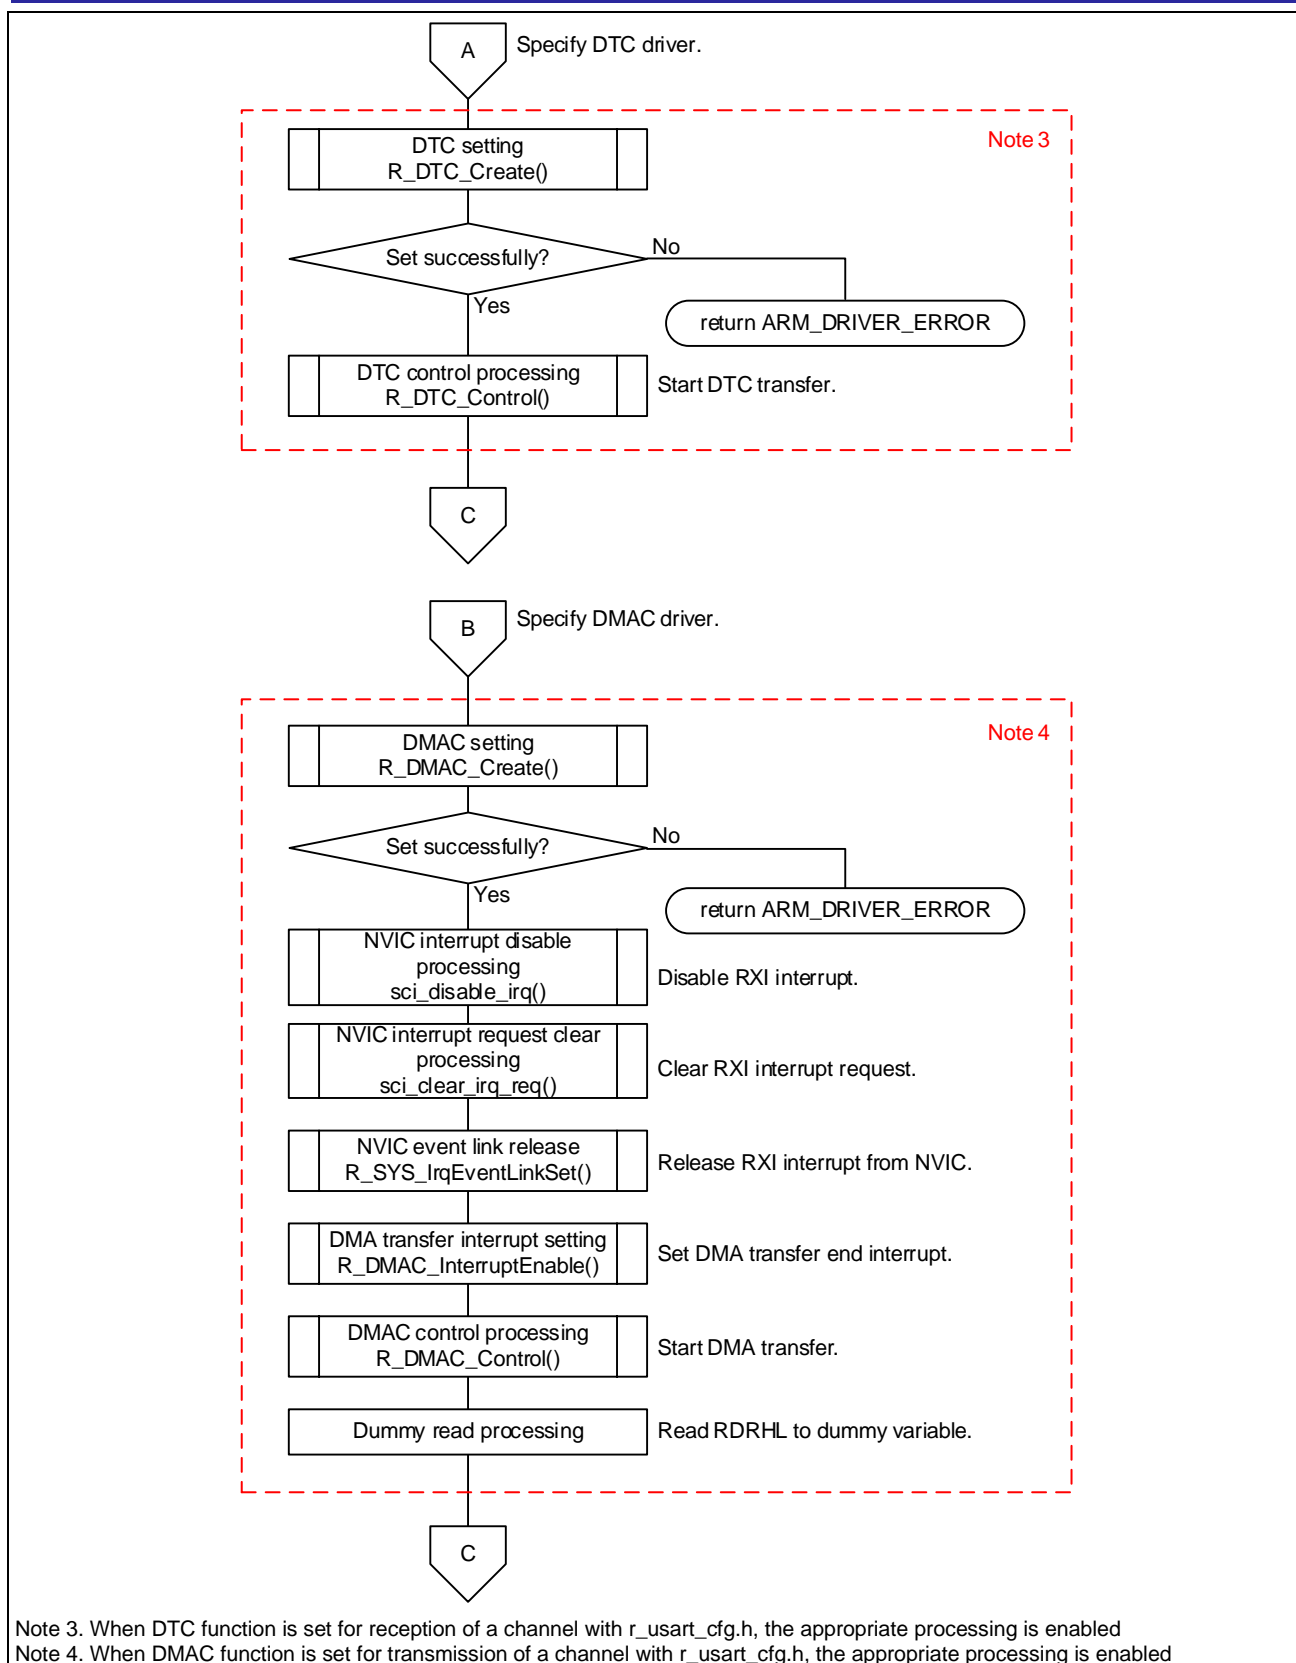 A
Specify DTC driver.
Note 3
DTC setting
R_DTC_Create()
Set successfully?
No
Yes
return ARM_DRIVER_ERROR
DTC control processing
R_DTC_Control()
Start DTC transfer.
C
B
Specify DMAC driver.
Note 4
DMAC setting
R_DMAC_Create()
Set successfully?
No
Yes
return ARM_DRIVER_ERROR
NVIC interrupt disable
processing
sci_disable_irq()
Disable RXI interrupt.
NVIC interrupt request clear
processing
sci_clear_irq_req()
Clear RXI interrupt request.
NVIC event link release
R_SYS_IrqEventLinkSet()
Release RXI interrupt from NVIC.
DMA transfer interrupt setting
R_DMAC_InterruptEnable()
Set DMA transfer end interrupt.
DMAC control processing
R_DMAC_Control()
Start DMA transfer.
Dummy read processing
Read RDRHL to dummy variable.
C
Note 3. When DTC function is set for reception of a channel with r_usart_cfg.h, the appropriate processing is enabled
Note 4. When DMAC function is set for transmission of a channel with r_usart_cfg.h, the appropriate processing is enabled